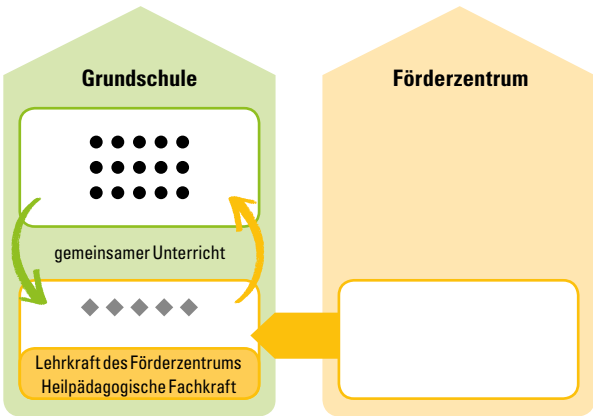 Grundschule
Förderzentrum
gemeinsamer Unterricht
Lehrkraft des Förderzentrums
Heilpädagogische Fachkraft